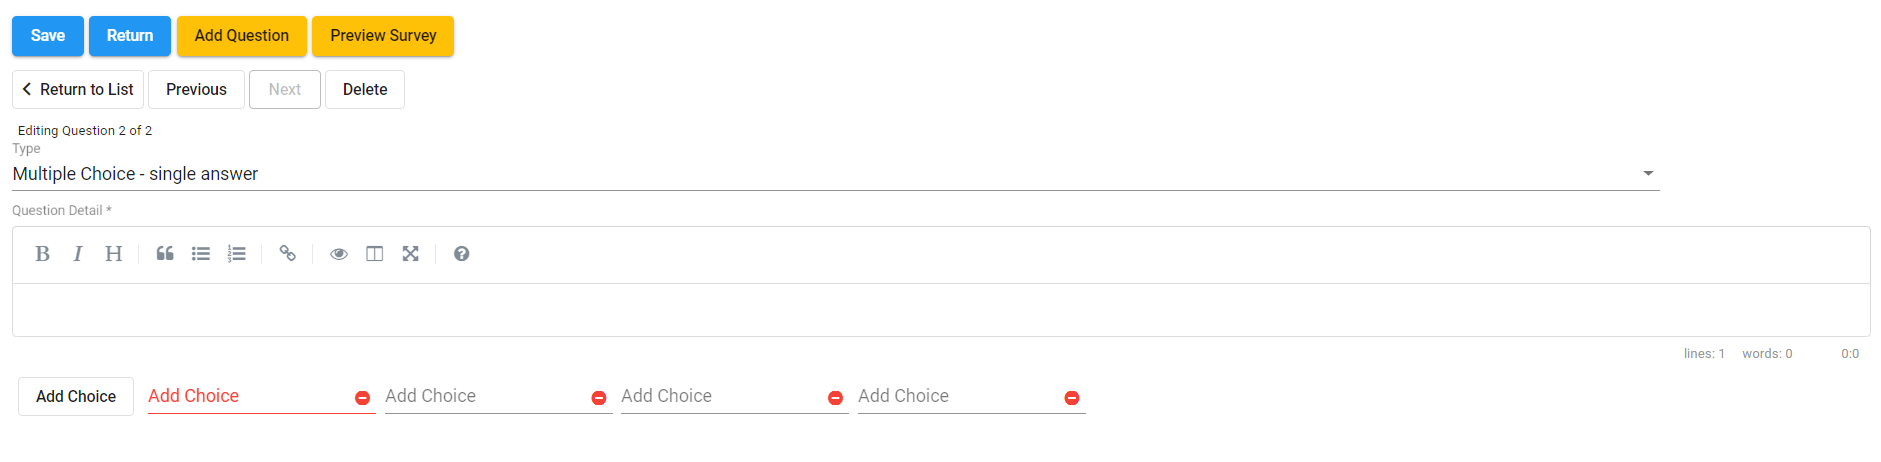 Save Return Add Question Preview Survey
Return to List Previous Next Delete
Editing Question 2 of 2
Type
Multiple Choice - single answer
Question Detail *
B I H
lines: 1 words: 0 0:0
Add Choice Add Choice Add Choice Add Choice Add Choice